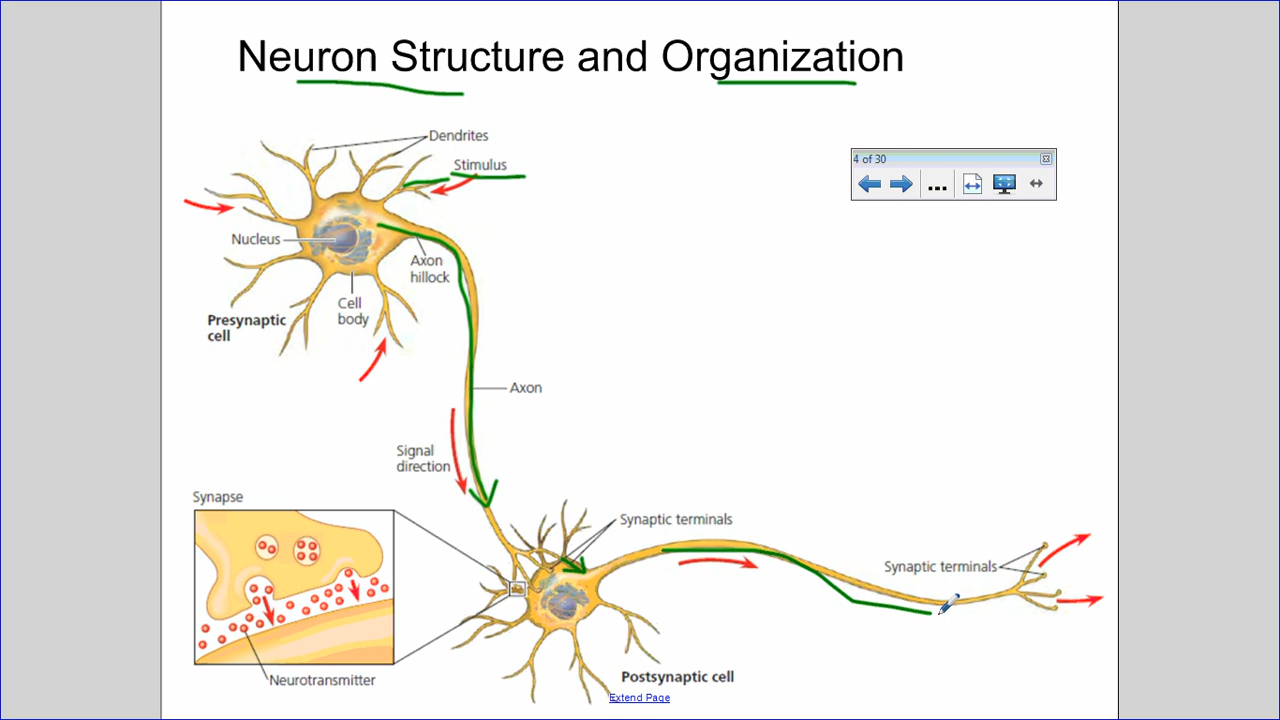 Neuron Structure and Organization
Dendrites
Stimulus
4 of 30
Nucleus
Axon
hillock
Cell
body
Presynaptic
cell
Axon
Signal
direction
Synapse
Synaptic terminals
Synaptic terminals
Neurotransmitter
Postsynaptic cell
Extend Page